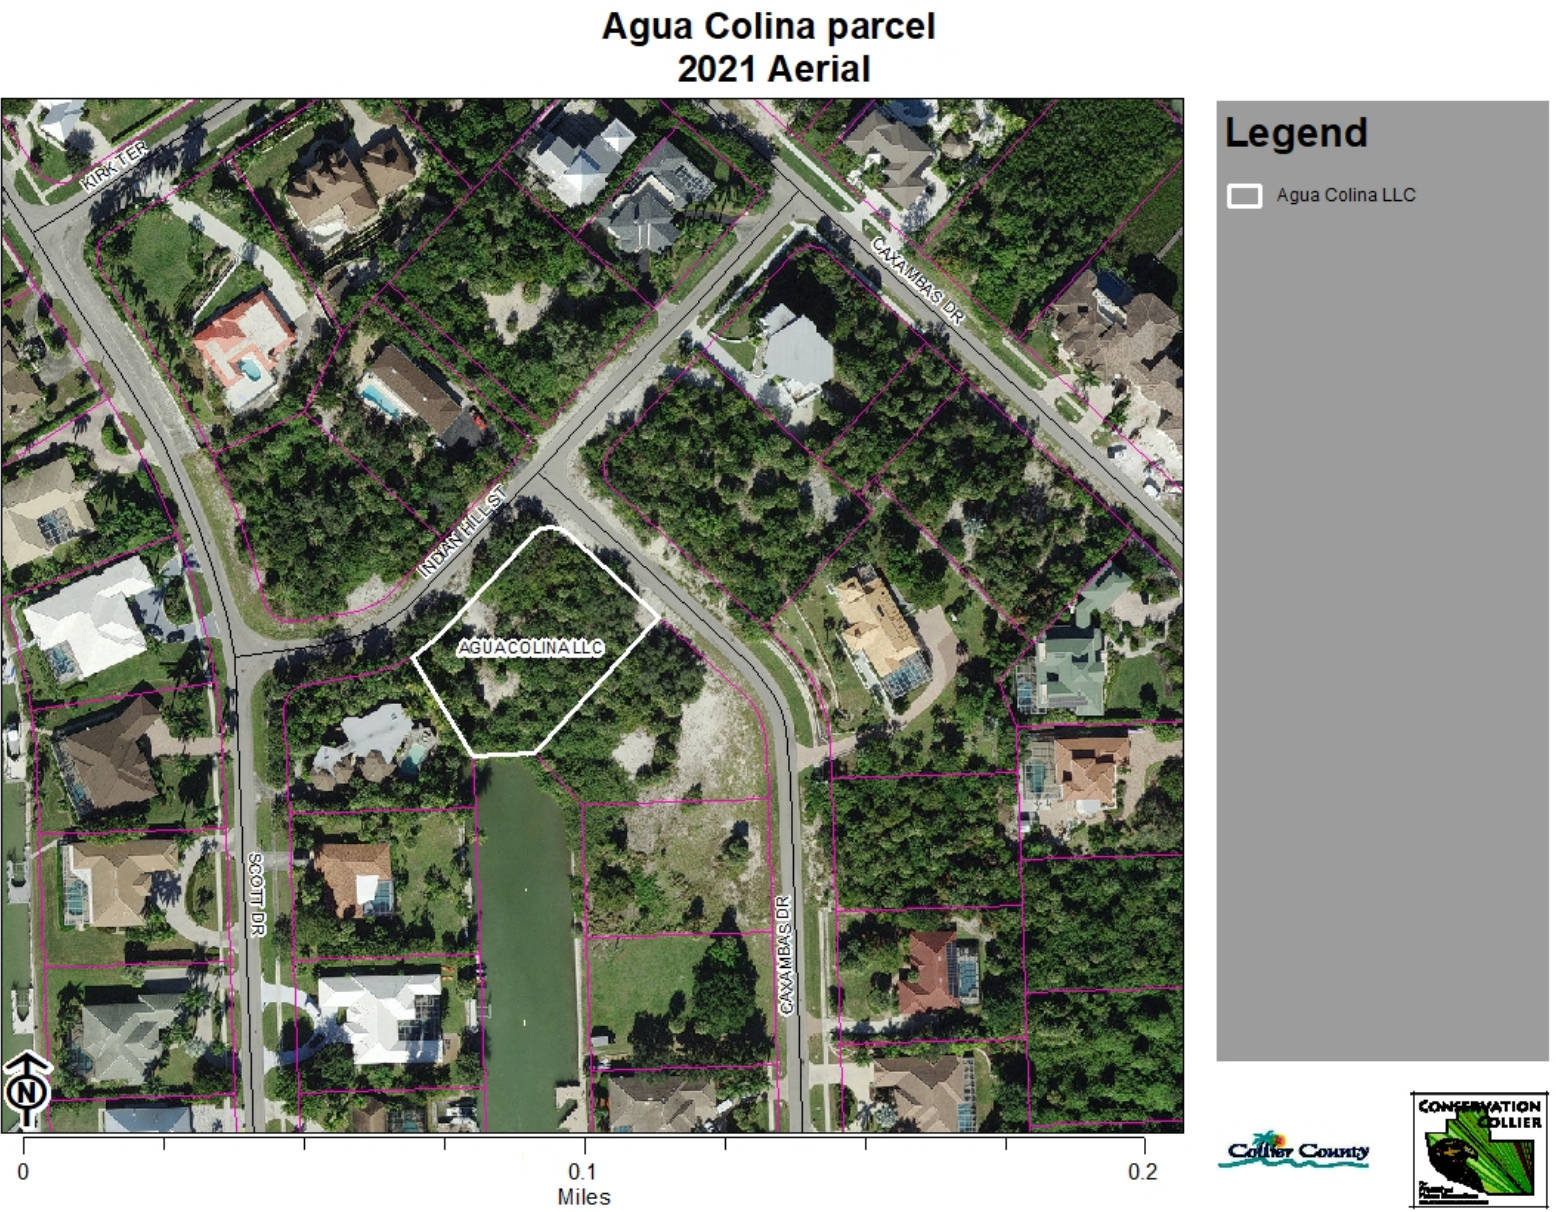 Agua Colina parcel
2021 Aerial
KIRK TER
CAXAMBAS DR
INDIAN HILL ST
AGUA COLINA LLC
SCOTT DR
CAXAMBAS DR
N
0
0.1
0.2
Miles
Legend
Agua Colina LLC
Collier County
CONSERVATION
COLLIER